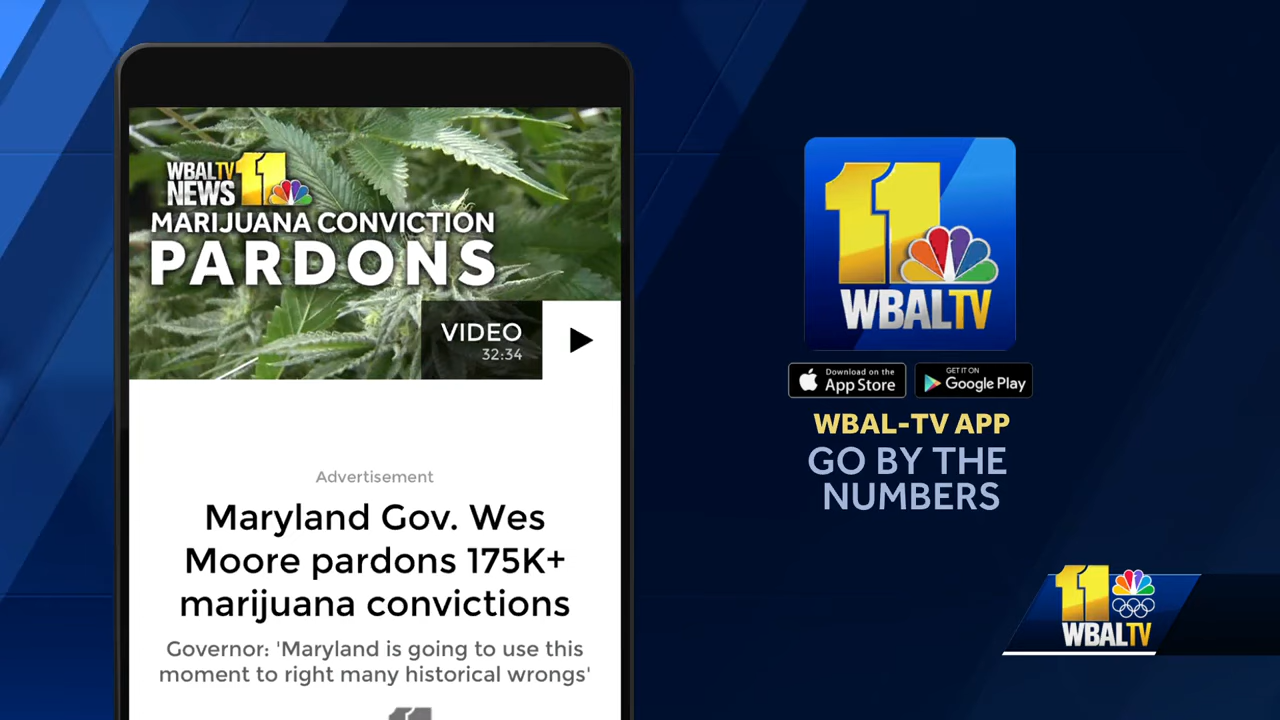 WBALTV
NEWS 11
MARIJUANA CONVICTION
PARDONS
VIDEO
32:34
Advertisement
Maryland Gov. Wes
Moore pardons 175K+
marijuana convictions
Governor: 'Maryland is going to use this
moment to right many historical wrongs'
11
11
WBALTV
Download on the
App Store
GET IT ON
Google Play
WBAL-TV APP
GO BY THE
NUMBERS
11
WBALTV